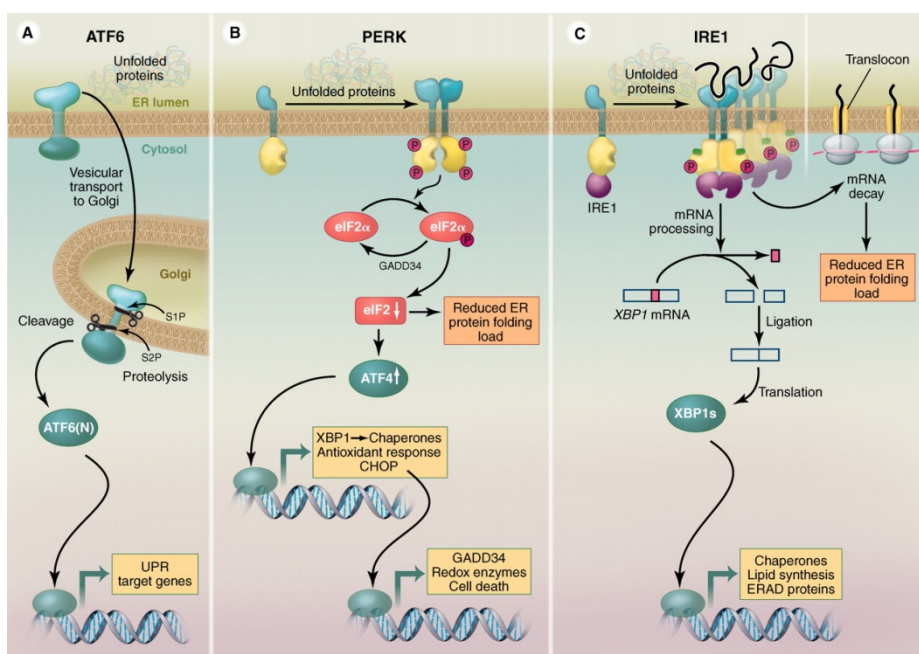 A
ATF6
Unfolded
proteins
ER lumen
Cytosol
Vesicular
transport
to Golgi
Golgi
S1P
Cleavage
S2P
Proteolysis
ATF6(N)
UPR
target genes
B
PERK
Unfolded proteins
P
P
P
P
eIF2α
eIF2α
P
GADD34
eIF2
Reduced ER
protein folding
load
ATF4
XBP1→Chaperones
Antioxidant response
CHOP
GADD34
Redox enzymes
Cell death
C
IRE1
Unfolded
proteins
Translocon
P
P
P
P
IRE1
mRNA
processing
mRNA
decay
Reduced ER
protein folding
load
XBP1 mRNA
Ligation
Translation
XBP1s
Chaperones
Lipid synthesis
ERAD proteins